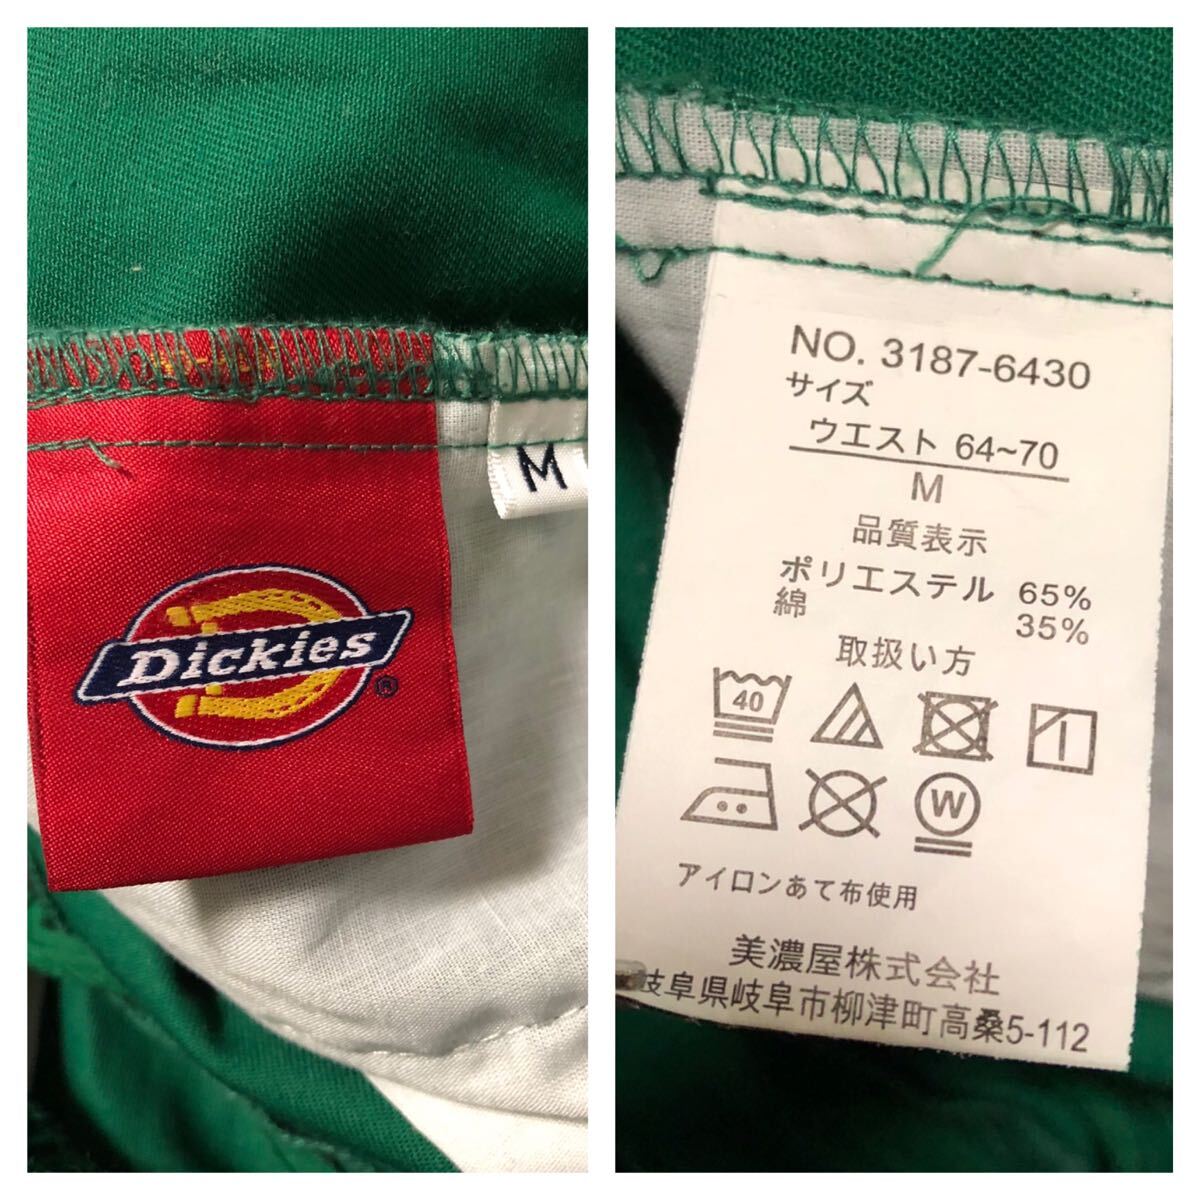 Dickies
®
M
NO. 3187-6430
サイズ
ウエスト 64~70
M
品質表示
ポリエステル 65%
綿 35%
取扱い方
40
W
アイロンあて布使用
美濃屋株式会社
岐阜県岐阜市柳津町高桑5-112